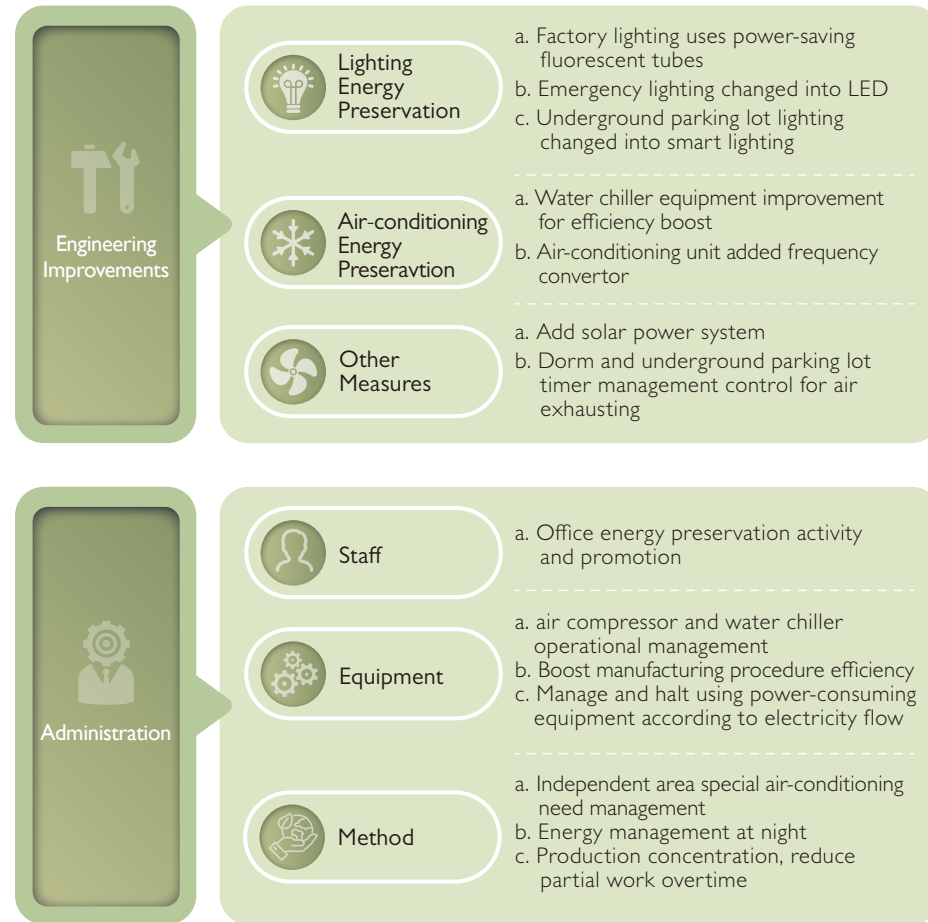 Engineering
Improvements
Lighting
Energy
Preservation
a. Factory lighting uses power-saving
fluorescent tubes
b. Emergency lighting changed into LED
c. Underground parking lot lighting
changed into smart lighting
Air-conditioning
Energy
Preseravtion
a. Water chiller equipment improvement
for efficiency boost
b. Air-conditioning unit added frequency
convertor
Other
Measures
a. Add solar power system
b. Dorm and underground parking lot
timer management control for air
exhausting
Administration
Staff
a. Office energy preservation activity
and promotion
Equipment
a. air compressor and water chiller
operational management
b. Boost manufacturing procedure efficiency
c. Manage and halt using power-consuming
equipment according to electricity flow
Method
a. Independent area special air-conditioning
need management
b. Energy management at night
c. Production concentration, reduce
partial work overtime